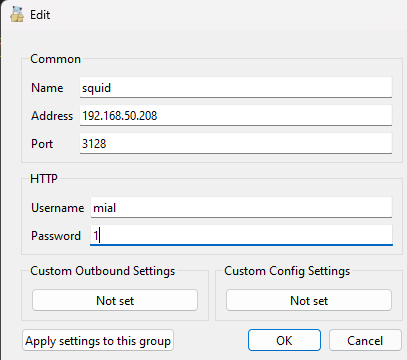 Edit
Common
Name squid
Address 192.168.50.208
Port 3128
HTTP
Username mial
Password 1
Custom Outbound Settings Custom Config Settings
Not set Not set
Apply settings to this group OK Cancel